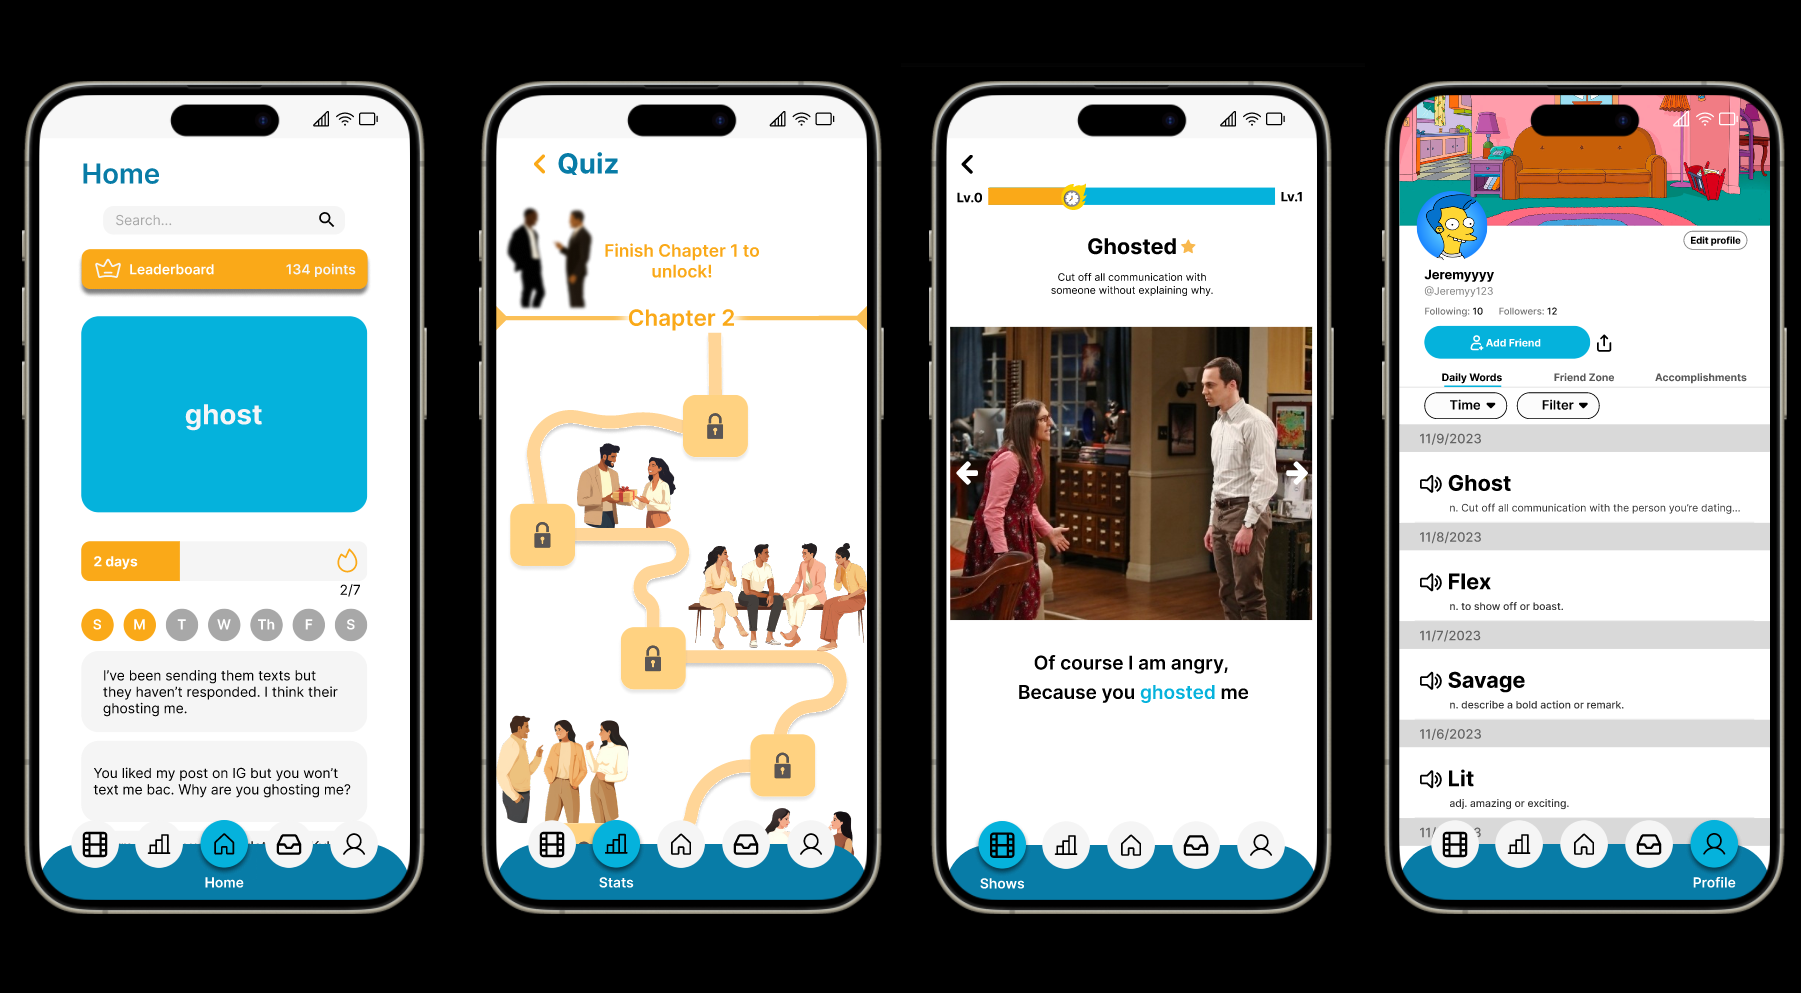 Home
Search...
Leaderboard 134 points
ghost
2 days
2/7
S M T W Th F S
I've been sending them texts but
they haven't responded. I think their
ghosting me.
You liked my post on IG but you won't
text me bac. Why are you ghosting me?
Home
Quiz
Finish Chapter 1 to
unlock!
Chapter 2
Stats
Lv.0 Lv.1
Ghosted
Cut off all communication with
someone without explaining why.
Of course I am angry,
Because you ghosted me
Shows
Edit profile
Jeremyyyy
@Jeremyy123
Following: 10 Followers: 12
Add Friend
Daily Words Friend Zone Accomplishments
Time Filter
11/9/2023
Ghost
n. Cut off all communication with the person you're dating...
11/8/2023
Flex
n. to show off or boast.
11/7/2023
Savage
n. describe a bold action or remark.
11/6/2023
Lit
adj. amazing or exciting.
Profile